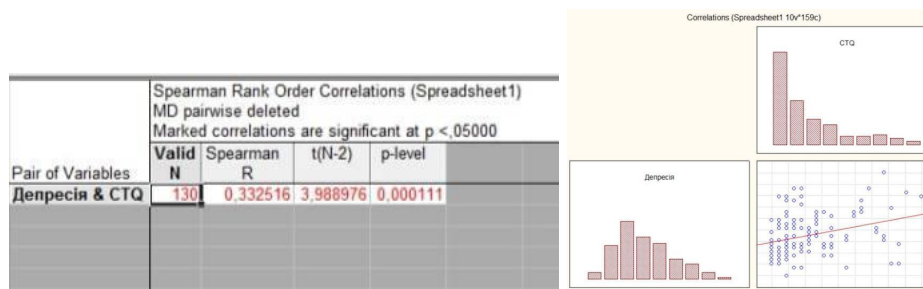 Spearman Rank Order Correlations (Spreadsheet1)
MD pairwise deleted
Marked correlations are significant at p <,05000
Pair of Variables Valid N Spearman R t(N-2) p-level
Депресія & CTQ 130 0,332516 3,988976 0,000111
Correlations (Spreadsheet1 10v*159c)
CTQ
Депресія